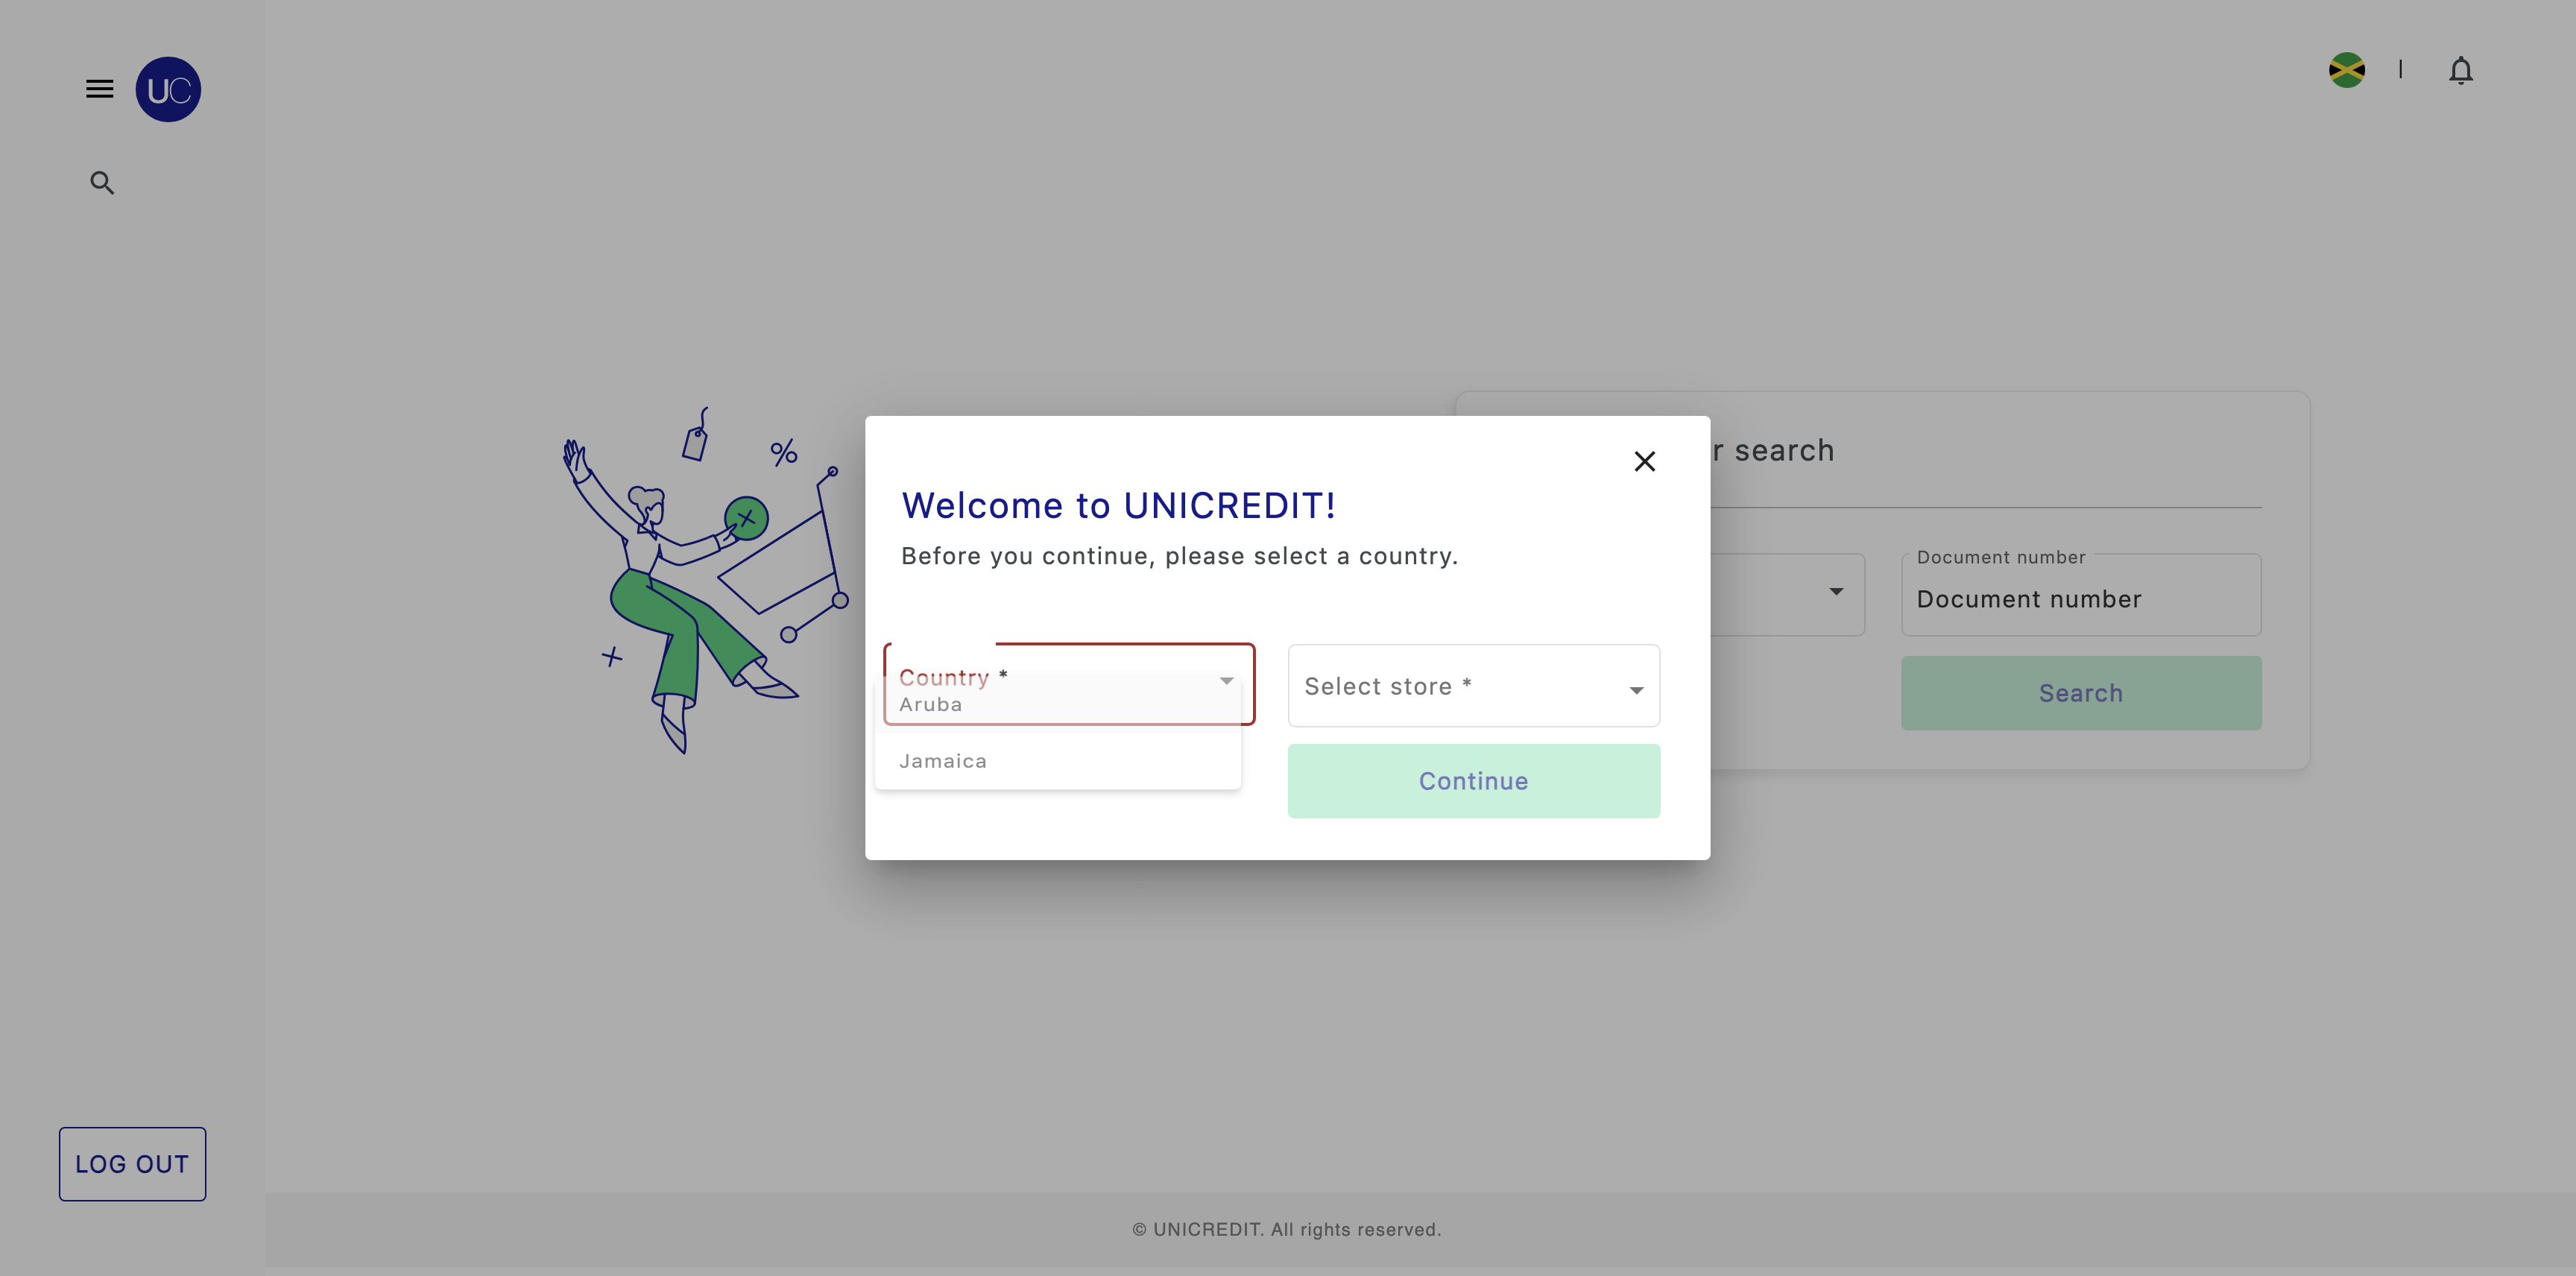 UC
r search
Welcome to UNICREDIT!
Before you continue, please select a country.
Document number
Document number
Country *
Select store *
Aruba
Search
Jamaica
Continue
LOG OUT
© UNICREDIT. All rights reserved.